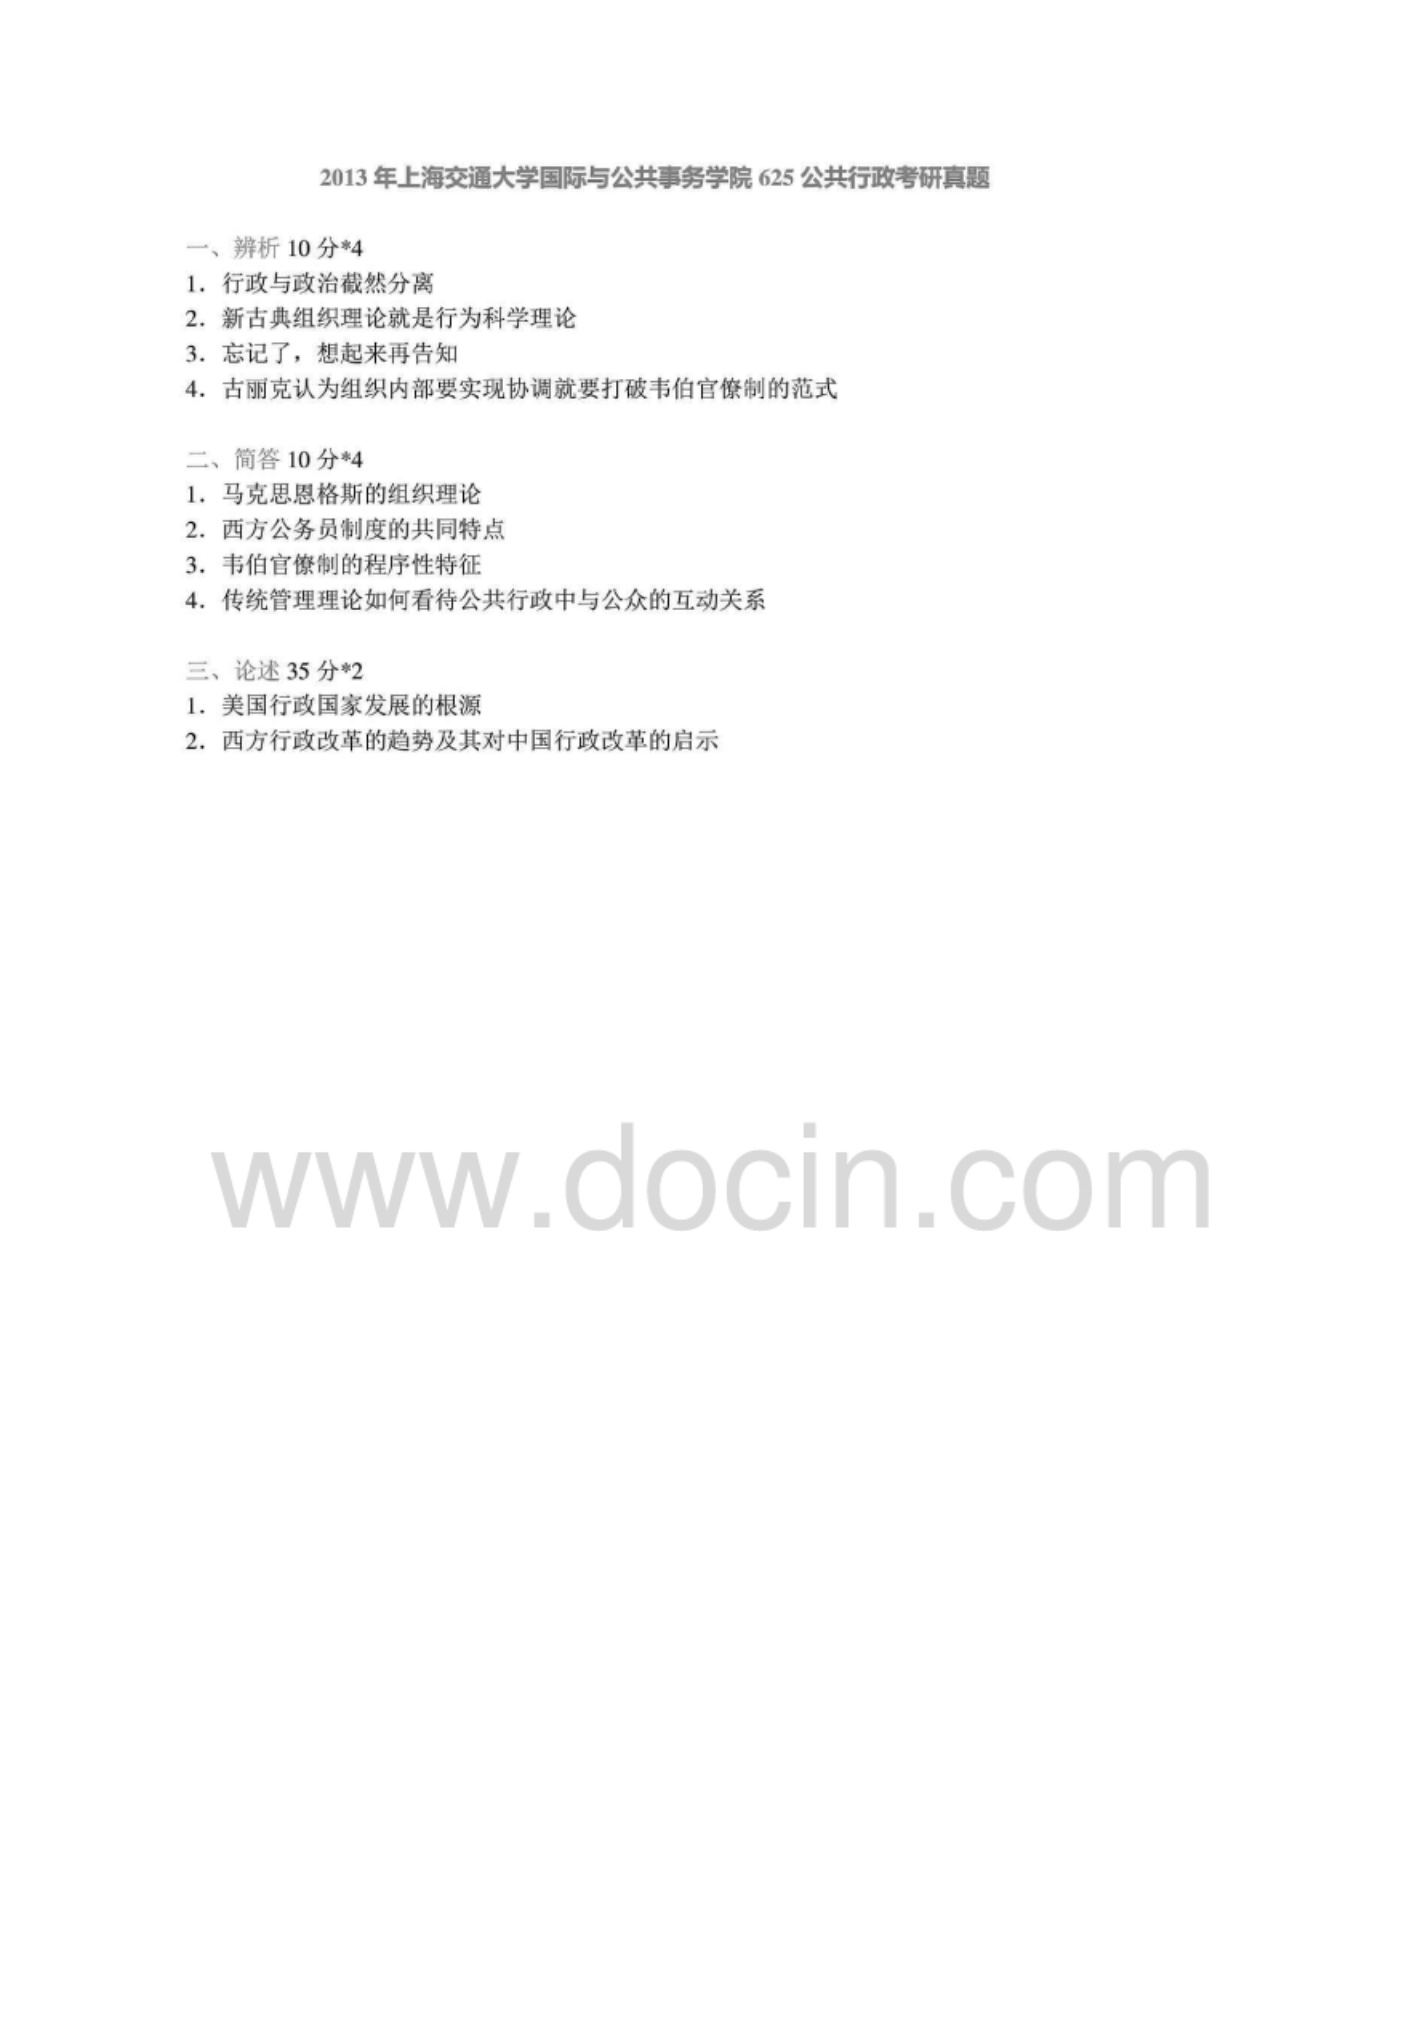 2013 年上海交通大学国际与公共事务学院 625 公共行政考研真题
一、辨析 10 分*4
1．行政与政治截然分离
2．新古典组织理论就是行为科学理论
3．忘记了，想起来再告知
4．古丽克认为组织内部要实现协调就要打破韦伯官僚制的范式
二、简答 10 分*4
1．马克思恩格斯的组织理论
2．西方公务员制度的共同特点
3．韦伯官僚制的程序性特征
4．传统管理理论如何看待公共行政中与公众的互动关系
三、论述 35 分*2
1．美国行政国家发展的根源
2．西方行政改革的趋势及其对中国行政改革的启示
www.docin.com